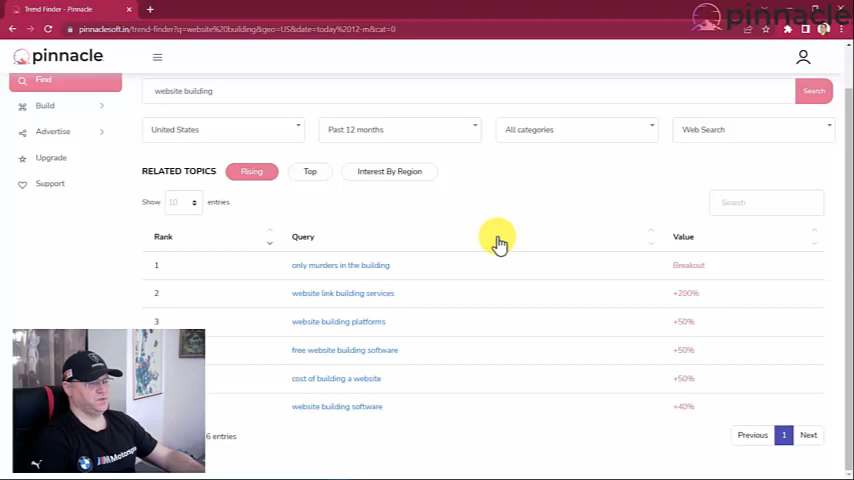 Trend Finder - Pinnacle
pinnaclesoft.in/trend-finder?q=website%20building&geo=US&date=today%2012-m&cat=0
pinnacle
pinnacle
Find
website building
Search
Build
United States
Past 12 months
All categories
Web Search
Advertise
Upgrade
RELATED TOPICS
Rising
Top
Interest By Region
Support
Show 10 entries
Search
Rank Query Value
1 only murders in the building Breakout
2 website link building services +200%
3 website building platforms +50%
free website building software +50%
cost of building a website +50%
website building software +40%
6 entries
Previous 1 Next